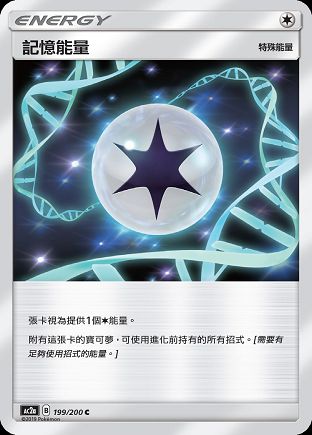 ENERGY
記憶能量
特殊能量
張卡視為提供1個✶能量。
附有這張卡的寶可夢,可使用進化前持有的所有招式。[需要有
足夠使用招式的能量。]
AC2a B 199/200 C
©2019 Pokémon